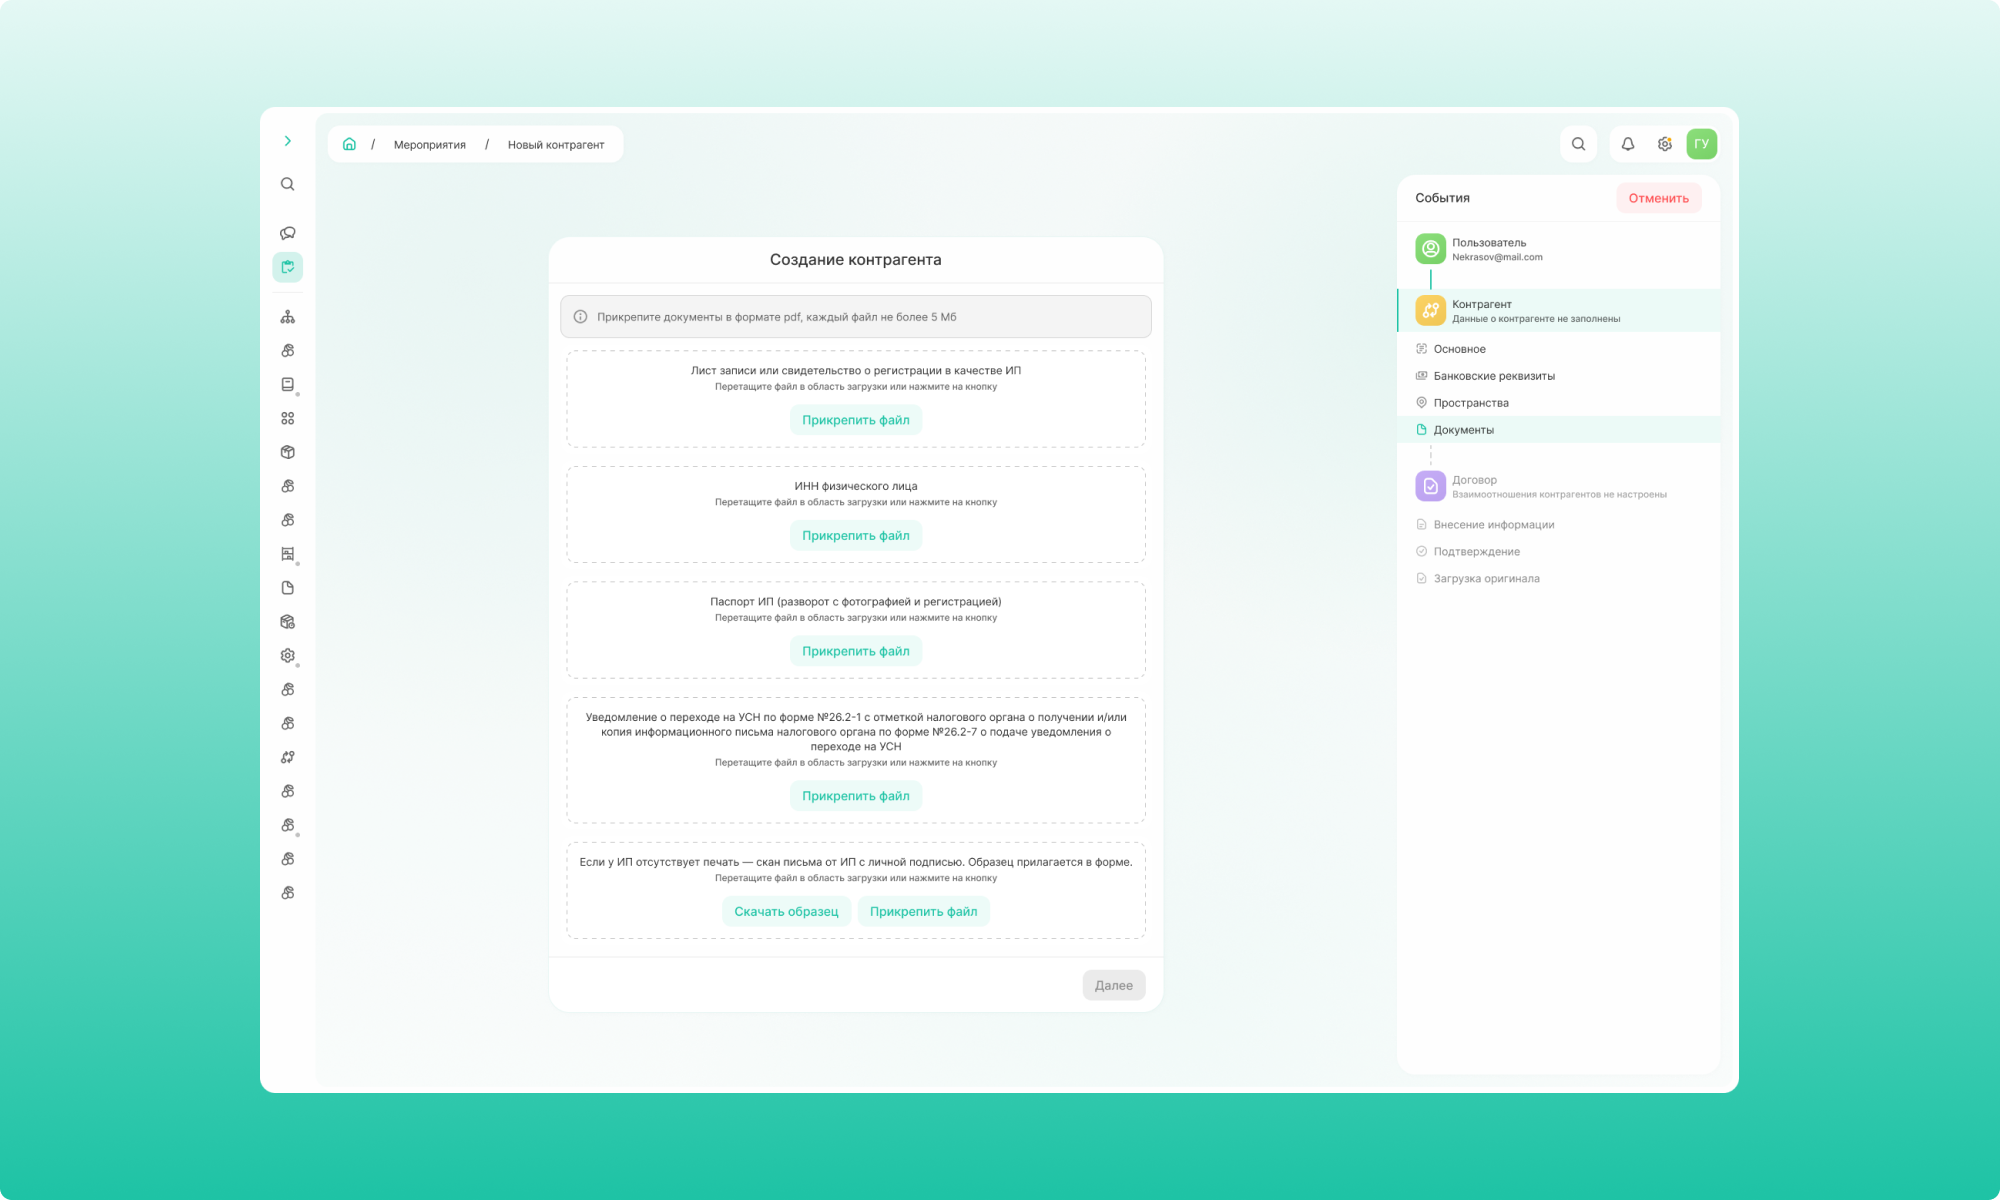 / Мероприятия / Новый контрагент
ГУ
Создание контрагента
Прикрепите документы в формате pdf, каждый файл не более 5 Мб
Лист записи или свидетельство о регистрации в качестве ИП
Перетащите файл в область загрузки или нажмите на кнопку
Прикрепить файл
ИНН физического лица
Перетащите файл в область загрузки или нажмите на кнопку
Прикрепить файл
Паспорт ИП (разворот с фотографией и регистрацией)
Перетащите файл в область загрузки или нажмите на кнопку
Прикрепить файл
Уведомление о переходе на УСН по форме №26.2-1 с отметкой налогового органа о получении и/или
копия информационного письма налогового органа по форме №26.2-7 о подаче уведомления о
переходе на УСН
Перетащите файл в область загрузки или нажмите на кнопку
Прикрепить файл
Если у ИП отсутствует печать — скан письма от ИП с личной подписью. Образец прилагается в форме.
Перетащите файл в область загрузки или нажмите на кнопку
Скачать образец Прикрепить файл
Далее
События Отменить
Пользователь
Nekrasov@mail.com
Контрагент
Данные о контрагенте не заполнены
Основное
Банковские реквизиты
Пространства
Документы
Договор
Взаимоотношения контрагентов не настроены
Внесение информации
Подтверждение
Загрузка оригинала